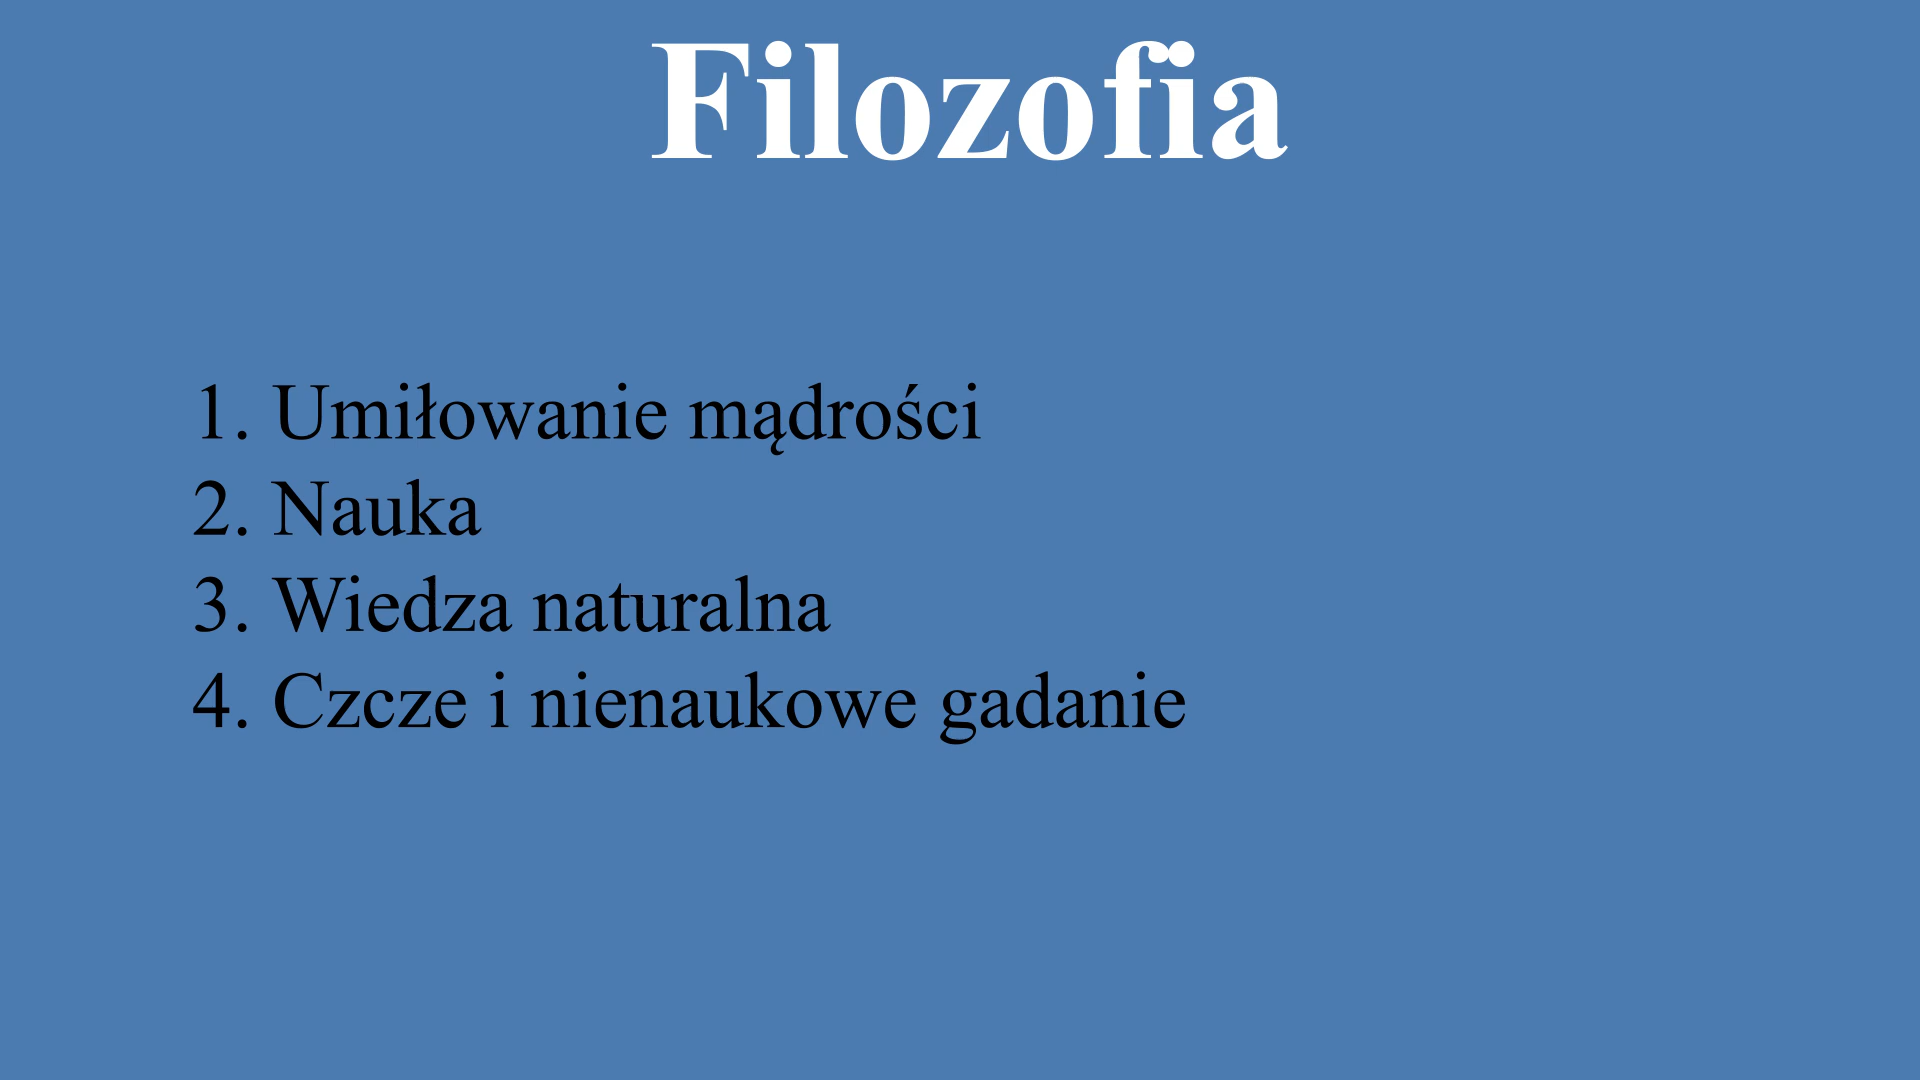 Filozofia
1. Umiłowanie mądrości
2. Nauka
3. Wiedza naturalna
4. Czcze i nienaukowe gadanie